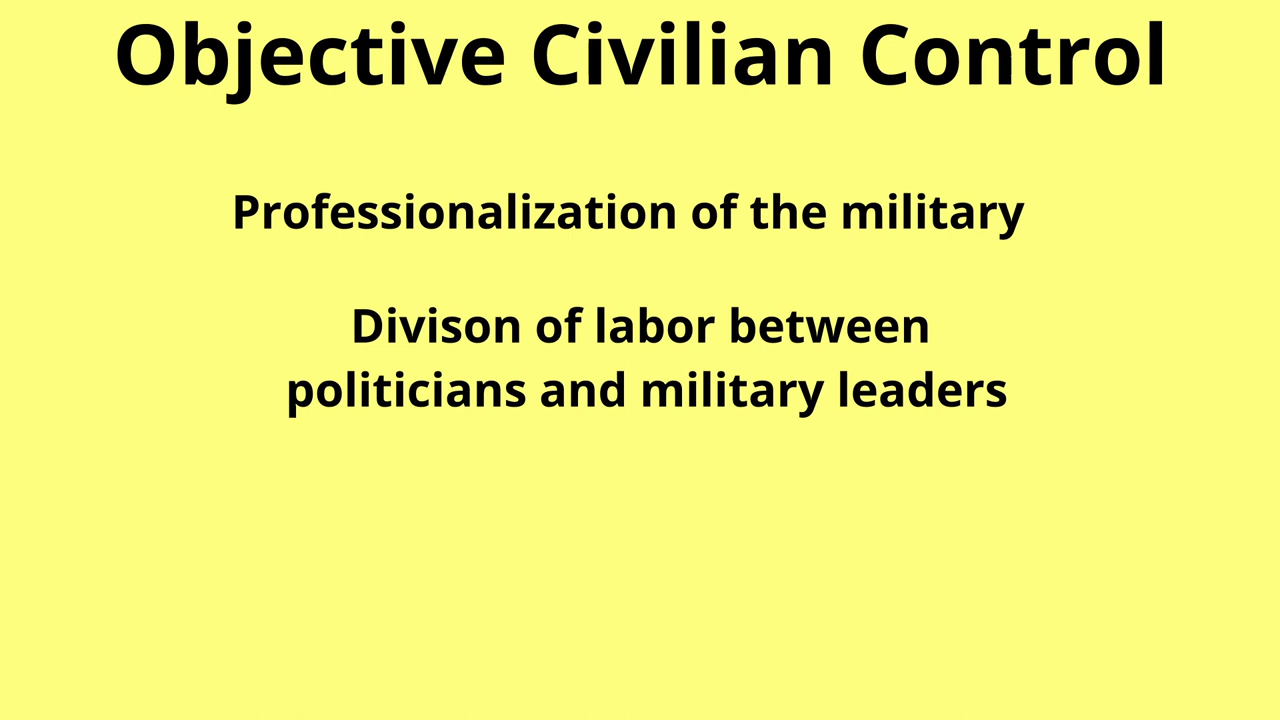 Objective Civilian Control
Professionalization of the military
Divison of labor between
politicians and military leaders